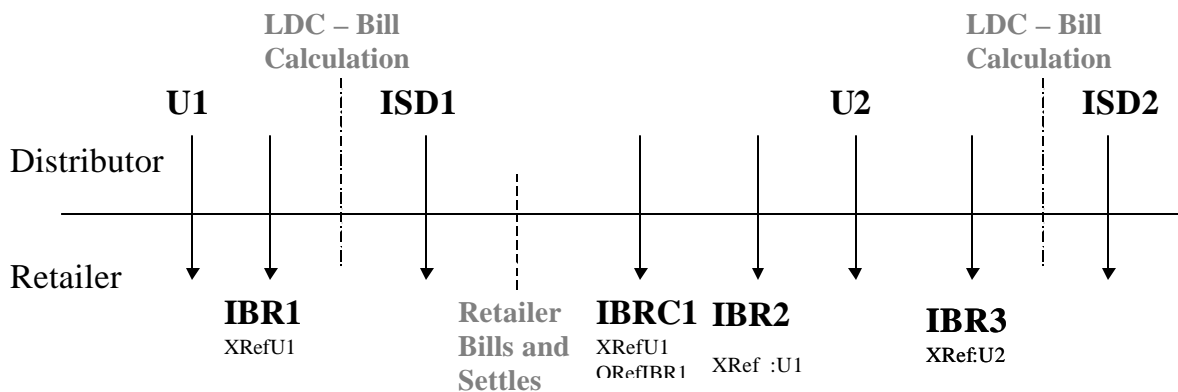 LDC – Bill
Calculation
LDC – Bill
Calculation
U1
ISD1
U2
ISD2
Distributor
Retailer
IBR1
XRefU1
Retailer
Bills and
Settles
IBRC1
XRefU1
ORefIBR1
IBR2
XRef :U1
IBR3
XRef:U2